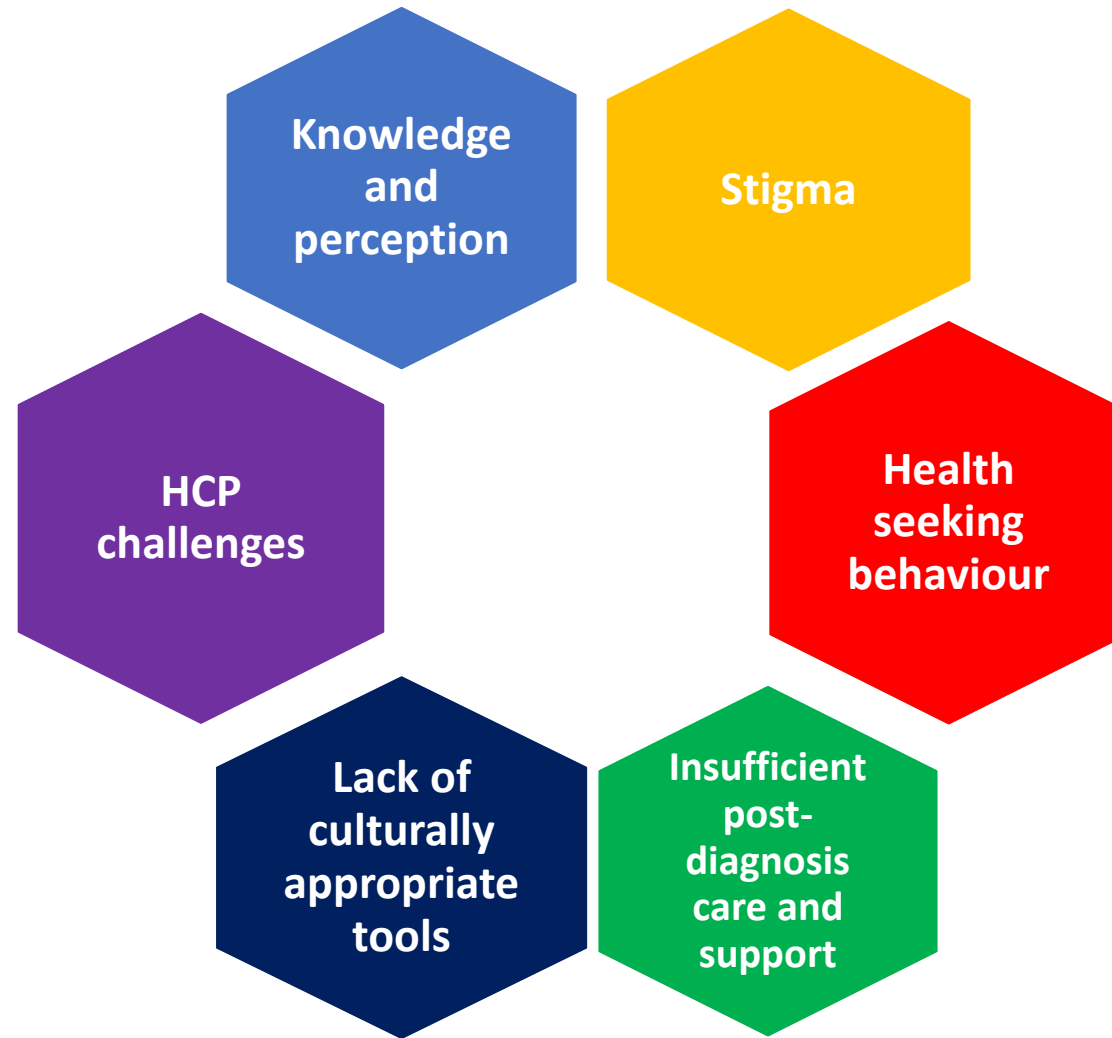 Knowledge
and
perception
Stigma
HCP
challenges
Health
seeking
behaviour
Lack of
culturally
appropriate
tools
Insufficient
post-
diagnosis
care and
support